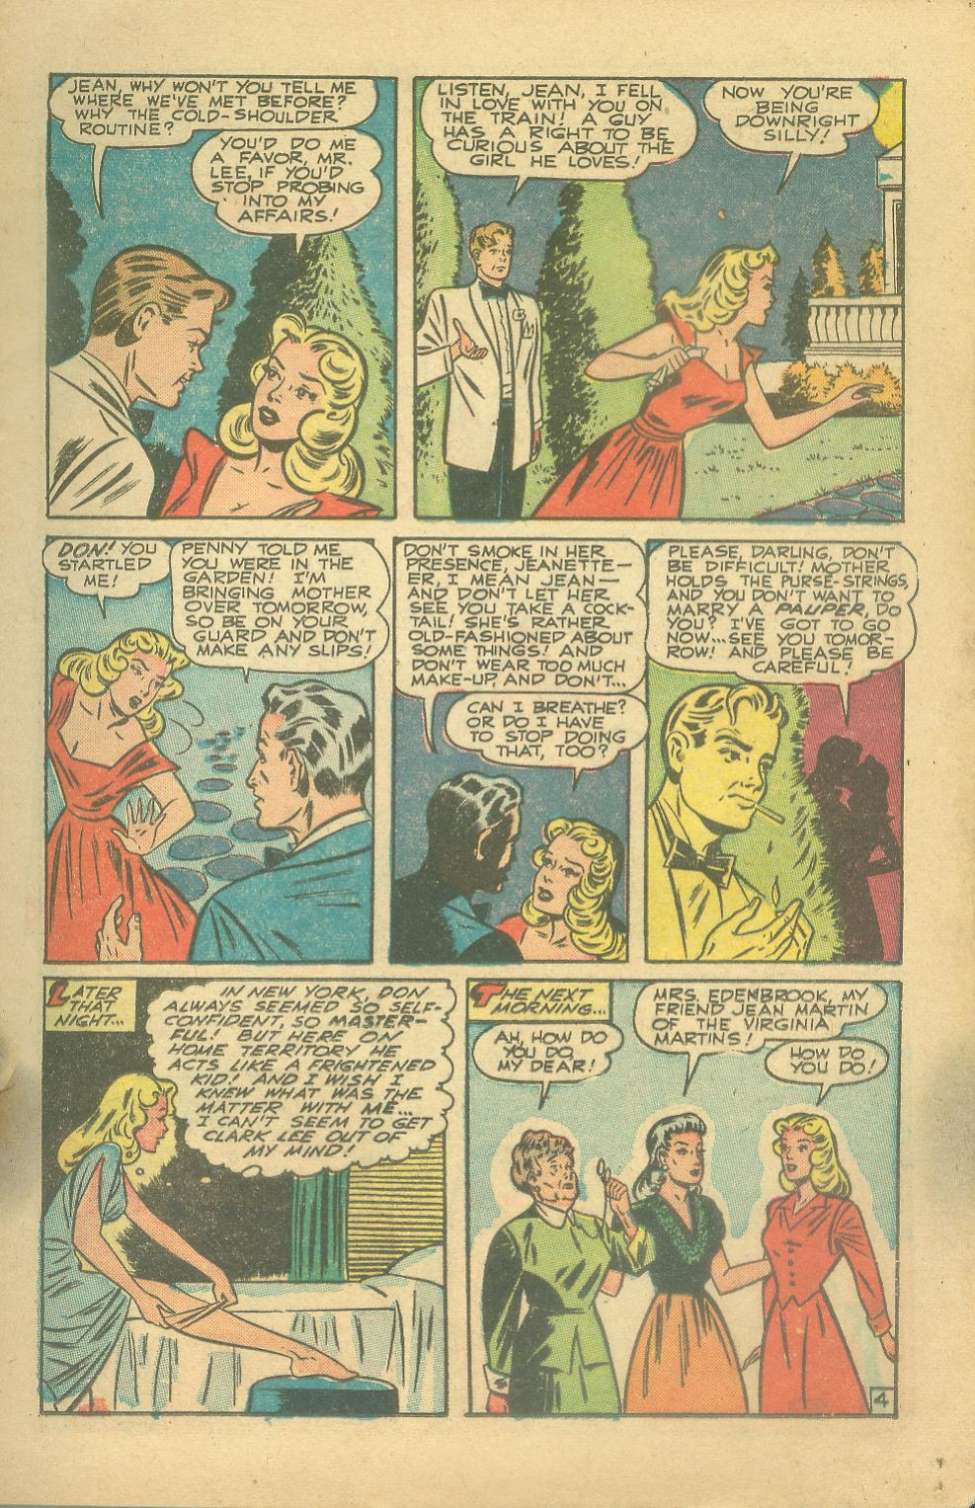 JEAN, WHY WON'T YOU TELL ME
WHERE WE'VE MET BEFORE?
WHY THE COLD-SHOULDER
ROUTINE?
YOU'D DO ME
A FAVOR, MR.
LEE, IF YOU'D
STOP PROBING
INTO MY
AFFAIRS!
LISTEN, JEAN, I FELL
IN LOVE WITH YOU ON
THE TRAIN! A GUY
HAS A RIGHT TO BE
CURIOUS ABOUT THE
GIRL HE LOVES!
NOW YOU'RE
BEING
DOWNRIGHT
SILLY!
DON! YOU
STARTLED
ME!
PENNY TOLD ME
YOU WERE IN THE
GARDEN! I'M
BRINGING MOTHER
OVER TOMORROW,
SO BE ON YOUR
GUARD AND DON'T
MAKE ANY SLIPS!
DON'T SMOKE IN HER
PRESENCE, JEANETTE—
ER, I MEAN JEAN—
AND DON'T LET HER
SEE YOU TAKE A COCK-
TAIL! SHE'S RATHER
OLD-FASHIONED ABOUT
SOME THINGS! AND
DON'T WEAR TOO MUCH
MAKE-UP, AND DON'T...
CAN I BREATHE?
OR DO I HAVE
TO STOP DOING
THAT, TOO?
PLEASE, DARLING, DON'T
BE DIFFICULT! MOTHER
HOLDS THE PURSE-STRINGS,
AND YOU DON'T WANT TO
MARRY A PAUPER, DO
YOU? I'VE GOT TO GO
NOW... SEE YOU TOMOR-
ROW! AND PLEASE BE
CAREFUL!
LATER
THAT
NIGHT...
IN NEW YORK, DON
ALWAYS SEEMED SO SELF-
CONFIDENT, SO MASTER-
FUL! BUT HERE ON
HOME TERRITORY HE
ACTS LIKE A FRIGHTENED
KID! AND I WISH I
KNEW WHAT WAS THE
MATTER WITH ME...
I CAN'T SEEM TO GET
CLARK LEE OUT OF
MY MIND!
THE NEXT
MORNING...
AH, HOW DO
YOU DO,
MY DEAR!
MRS. EDENBROOK, MY
FRIEND JEAN MARTIN
OF THE VIRGINIA
MARTINS!
HOW DO
YOU DO!
4